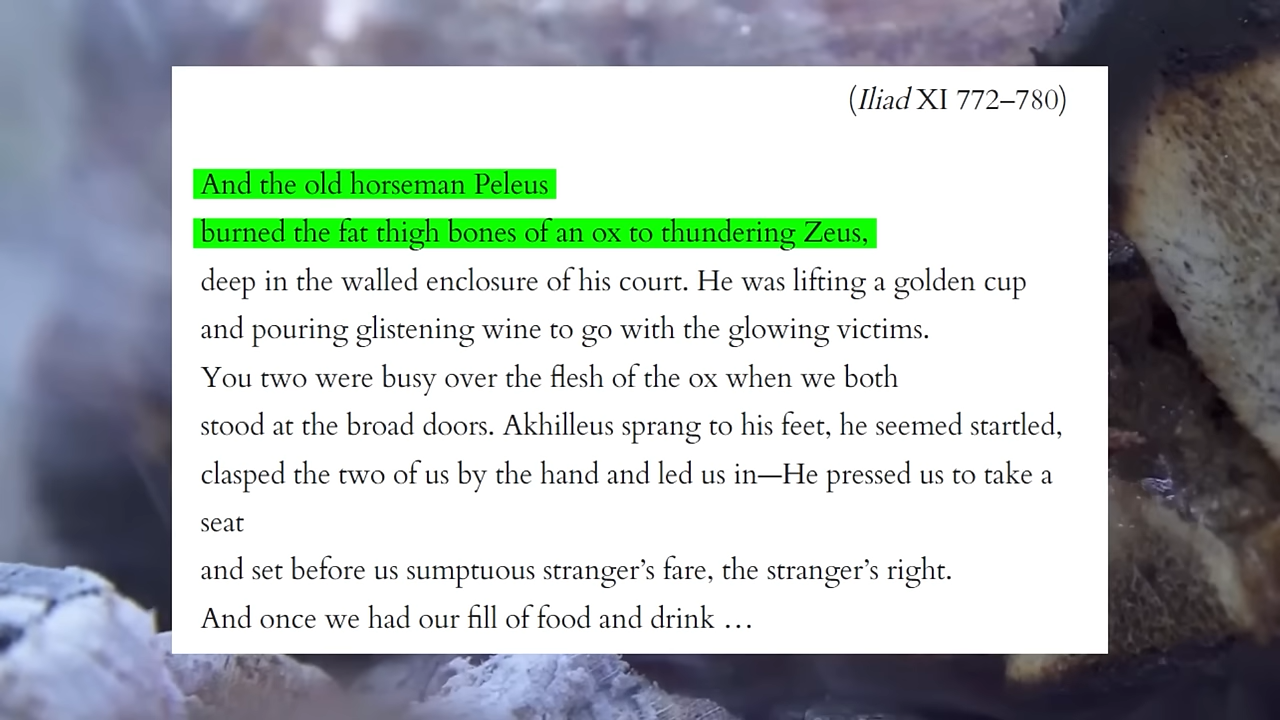 (Iliad XI 772–780)
And the old horseman Peleus
burned the fat thigh bones of an ox to thundering Zeus,
deep in the walled enclosure of his court. He was lifting a golden cup
and pouring glistening wine to go with the glowing victims.
You two were busy over the flesh of the ox when we both
stood at the broad doors. Akhilleus sprang to his feet, he seemed startled,
clasped the two of us by the hand and led us in—He pressed us to take a
seat
and set before us sumptuous stranger’s fare, the stranger’s right.
And once we had our fill of food and drink …